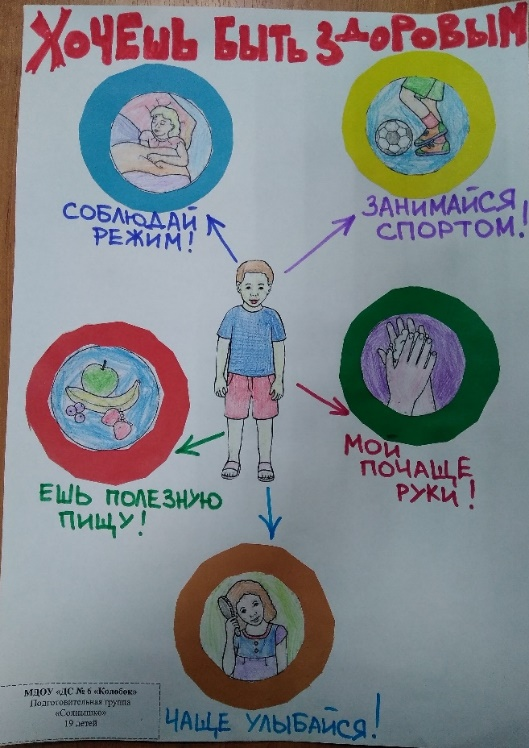 ХОЧЕШЬ БЫТЬ ЗДОРОВЫМ
СОБЛЮДАЙ
РЕЖИМ!
ЗАНИМАЙСЯ
СПОРТОМ!
МОЙ
ПОЧАЩЕ
РУКИ!
ЕШЬ ПОЛЕЗНУЮ
ПИЩУ!
ЧАЩЕ УЛЫБАЙСЯ!
МДОУ «ДС № 6 «Колобок»
Подготовительная группа
«Солнышко»
19 детей